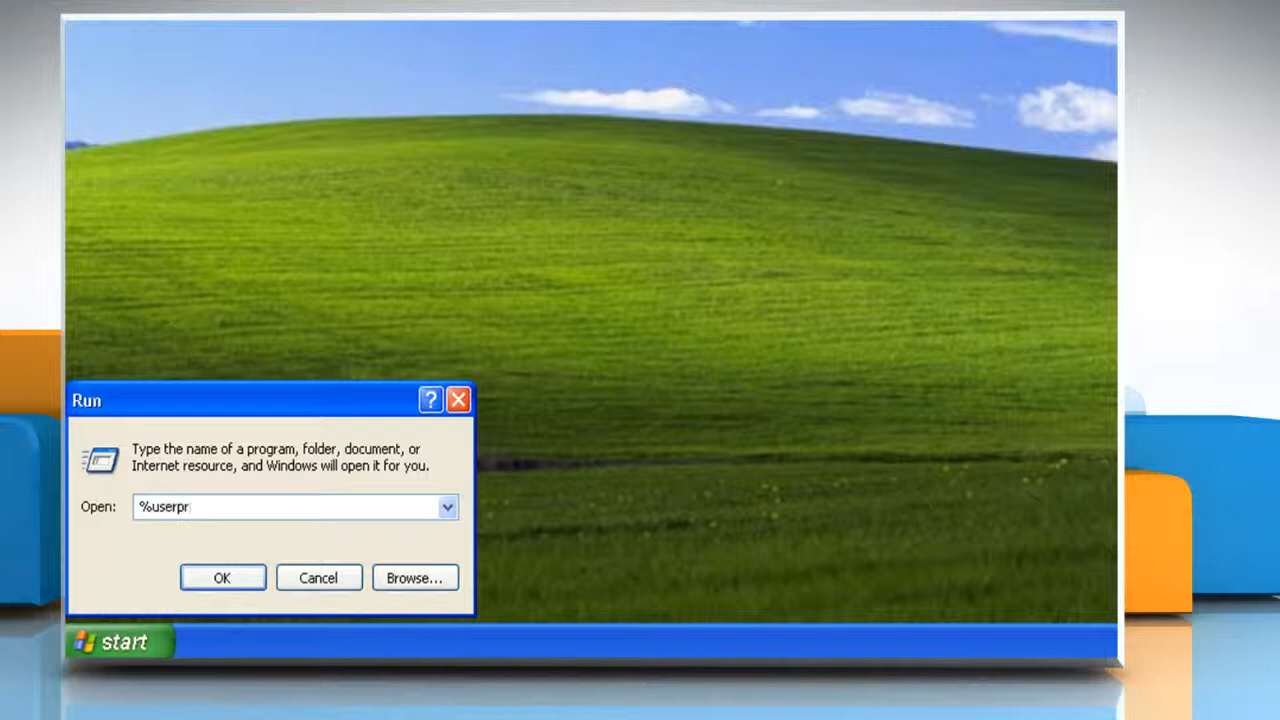 Run
Type the name of a program, folder, document, or
Internet resource, and Windows will open it for you.
Open: %userpr
OK Cancel Browse...
start